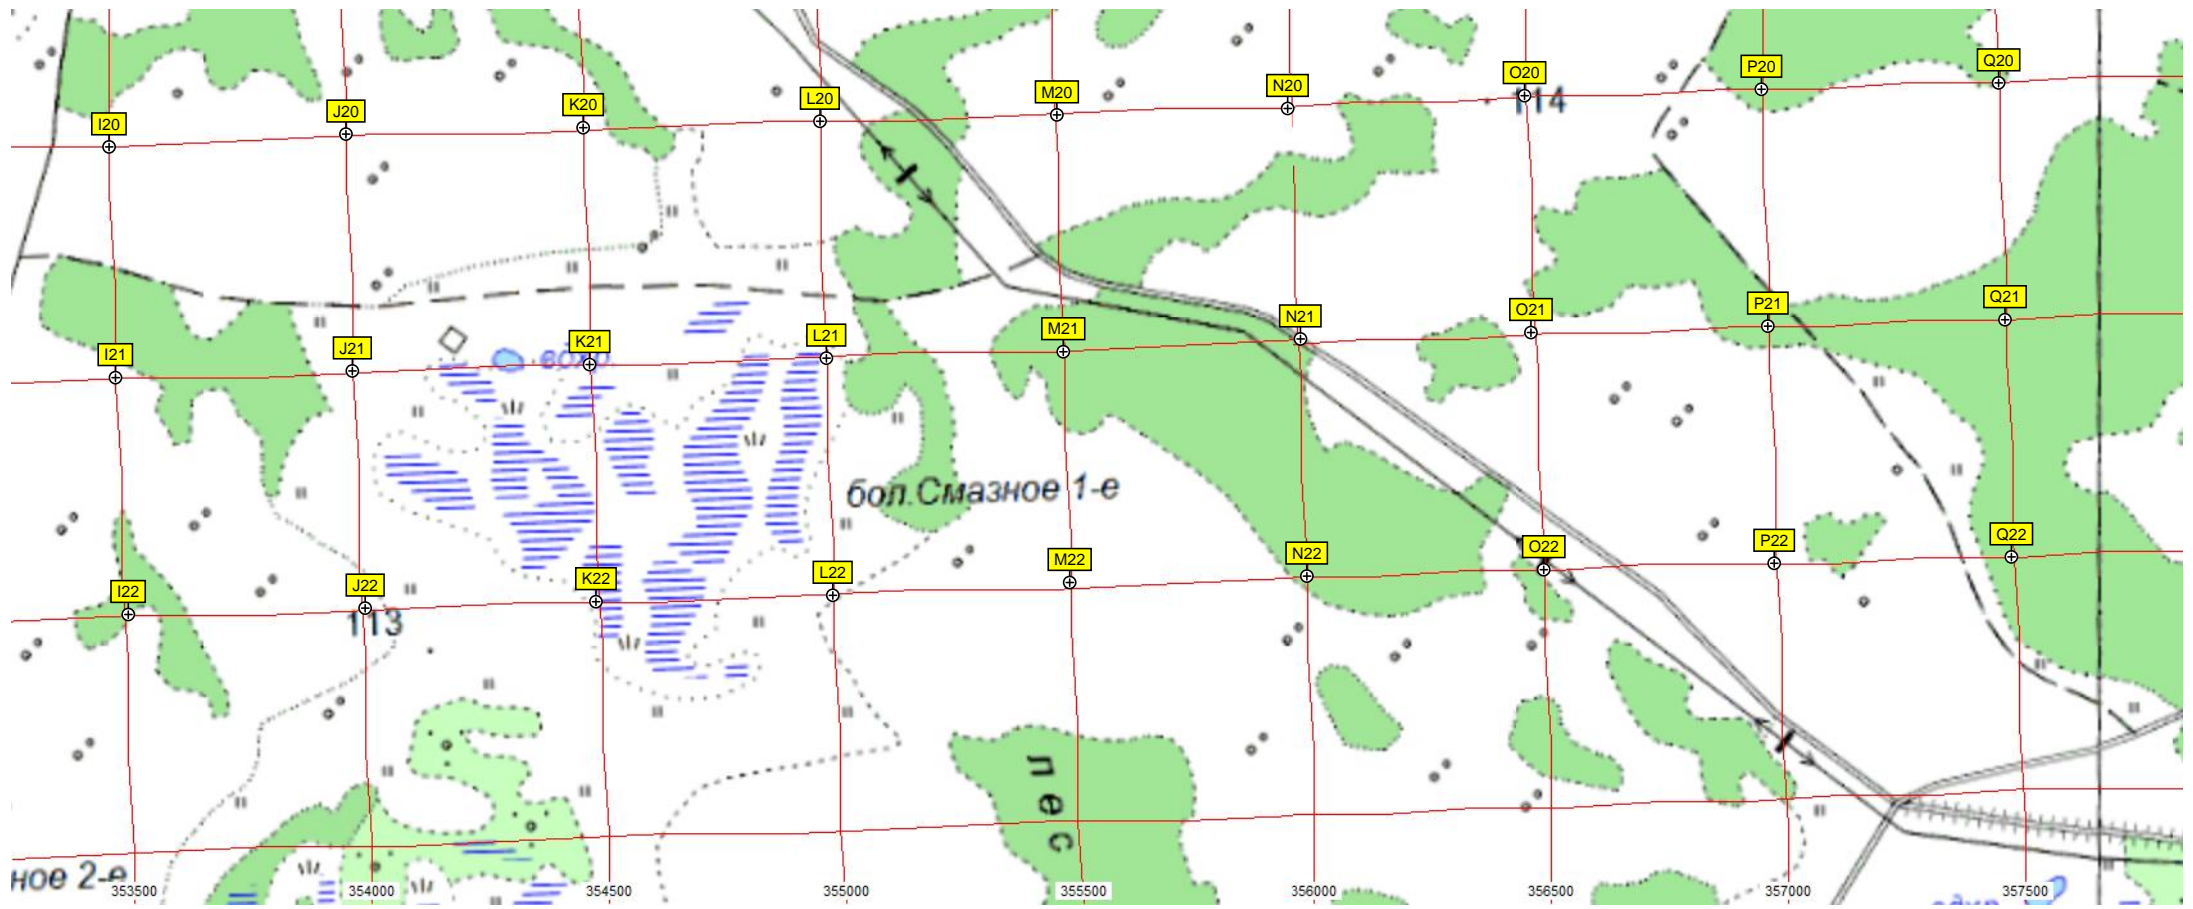 I20 J20 K20 L20 M20 N20 O20 P20 Q20
114
I21 J21 K21 L21 M21 N21 O21 P21 Q21
вдхр.
бол.Смазное 1-е
I22 J22 K22 L22 M22 N22 O22 P22 Q22
113
лес
ное 2-е
353500 354000 354500 355000 355500 356000 356500 357000 357500